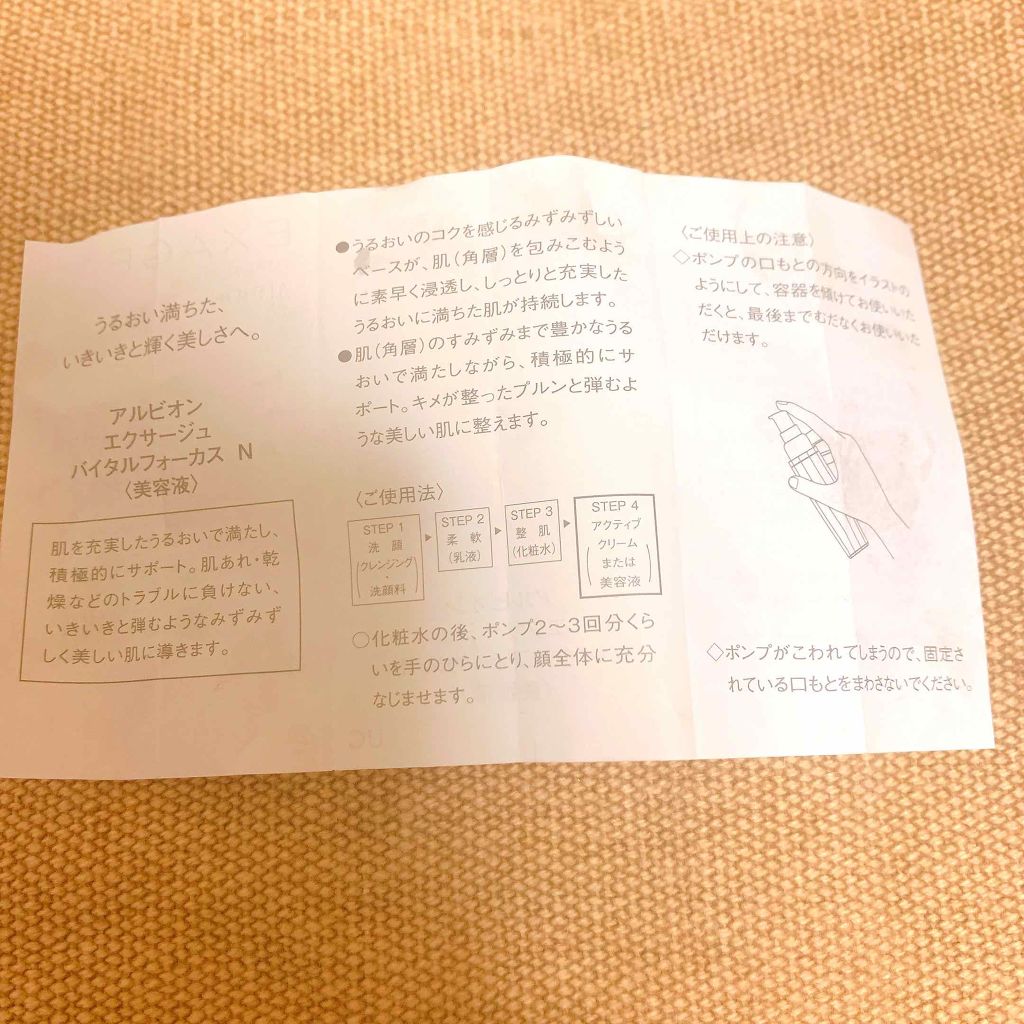 うるおい満ちた、
いきいきと輝く美しさへ。
アルビオン
エクサージュ
バイタルフォーカス N
〈美容液〉
肌を充実したうるおいで満たし、
積極的にサポート。肌あれ・乾
燥などのトラブルに負けない、
いきいきと弾むようなみずみず
しく美しい肌に導きます。
●うるおいのコクを感じるみずみずしい
ベースが、肌(角層)を包みこむよう
に素早く浸透し、しっとりと充実した
うるおいに満ちた肌が持続します。
●肌(角層)のすみずみまで豊かなうる
おいで満たしながら、積極的にサ
ポート。キメが整ったプルンと弾むよ
うな美しい肌に整えます。
〈ご使用法〉
STEP 1
洗顔
(クレンジング・
洗顔料)
STEP 2
柔軟
(乳液)
STEP 3
整肌
(化粧水)
STEP 4
アクティブ
クリーム
または
美容液
○化粧水の後、ポンプ2〜3回分くら
いを手のひらにとり、顔全体に充分
なじませます。
〈ご使用上の注意〉
◇ポンプの口もとの方向をイラストの
ようにして、容器を傾けてお使いいた
だくと、最後までむだなくお使いいた
だけます。
◇ポンプがこわれてしまうので、固定さ
れている口もとをまわさないでください。